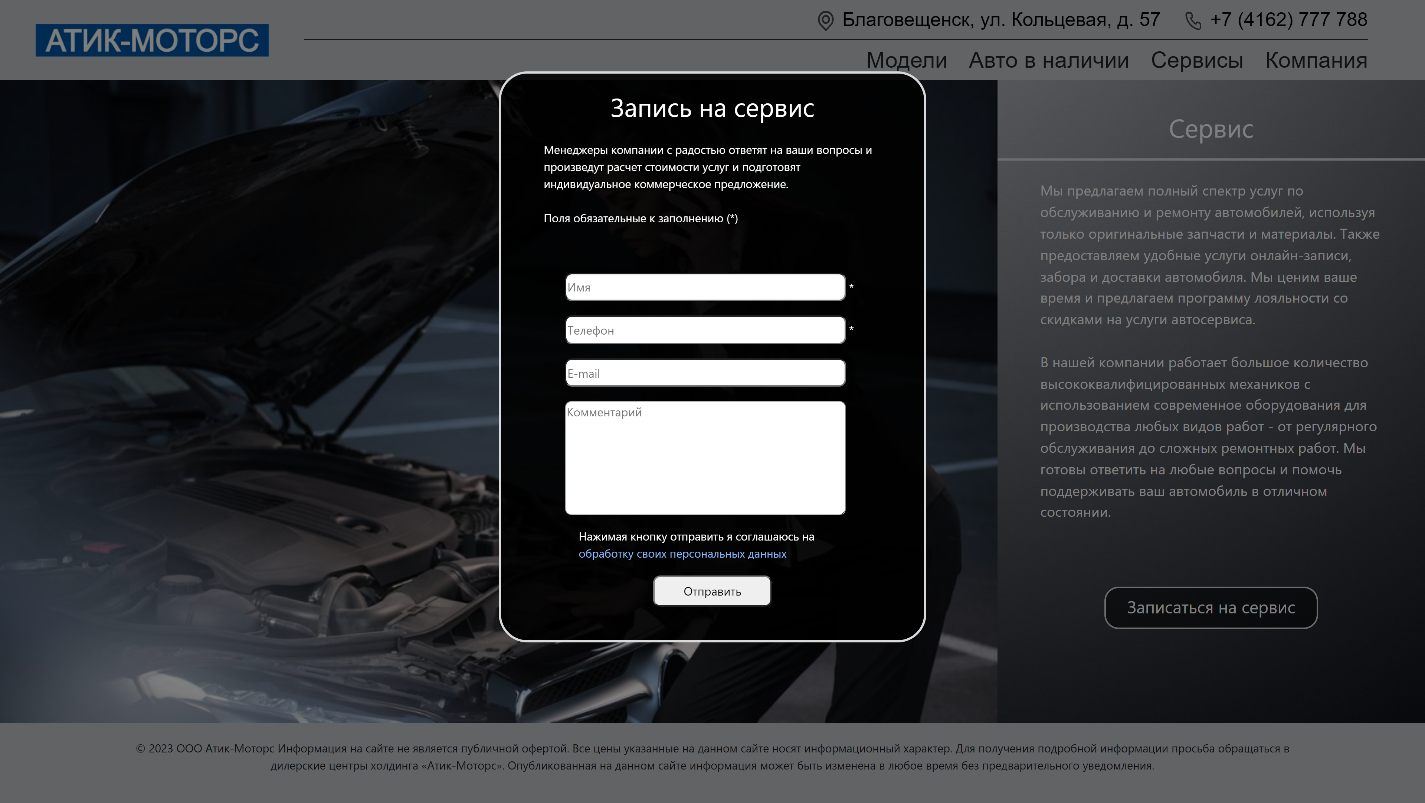 АТИК-МОТОРС
Благовещенск, ул. Кольцевая, д. 57
+7 (4162) 777 788
Модели Авто в наличии Сервисы Компания
Запись на сервис
Менеджеры компании с радостью ответят на ваши вопросы и
произведут расчет стоимости услуг и подготовят
индивидуальное коммерческое предложение.
Поля обязательные к заполнению (*)
Имя *
Телефон *
E-mail
Комментарий
Нажимая кнопку отправить я соглашаюсь на
обработку своих персональных данных
Отправить
Сервис
Мы предлагаем полный спектр услуг по
обслуживанию и ремонту автомобилей, используя
только оригинальные запчасти и материалы. Также
предоставляем удобные услуги онлайн-записи,
забора и доставки автомобиля. Мы ценим ваше
время и предлагаем программу лояльности со
скидками на услуги автосервиса.
В нашей компании работает большое количество
высококвалифицированных механиков с
использованием современное оборудования для
производства любых видов работ - от регулярного
обслуживания до сложных ремонтных работ. Мы
готовы ответить на любые вопросы и помочь
поддерживать ваш автомобиль в отличном
состоянии.
Записаться на сервис
© 2023 ООО Атик-Моторс Информация на сайте не является публичной офертой. Все цены указанные на данном сайте носят информационный характер. Для получения подробной информации просьба обращаться в
дилерские центры холдинга «Атик-Моторс». Опубликованная на данном сайте информация может быть изменена в любое время без предварительного уведомления.